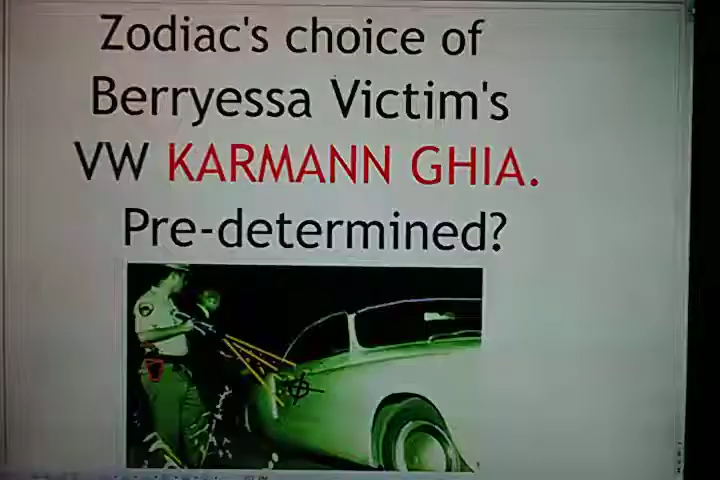 Zodiac's choice of
Berryessa Victim's
VW KARMANN GHIA.
Pre-determined?